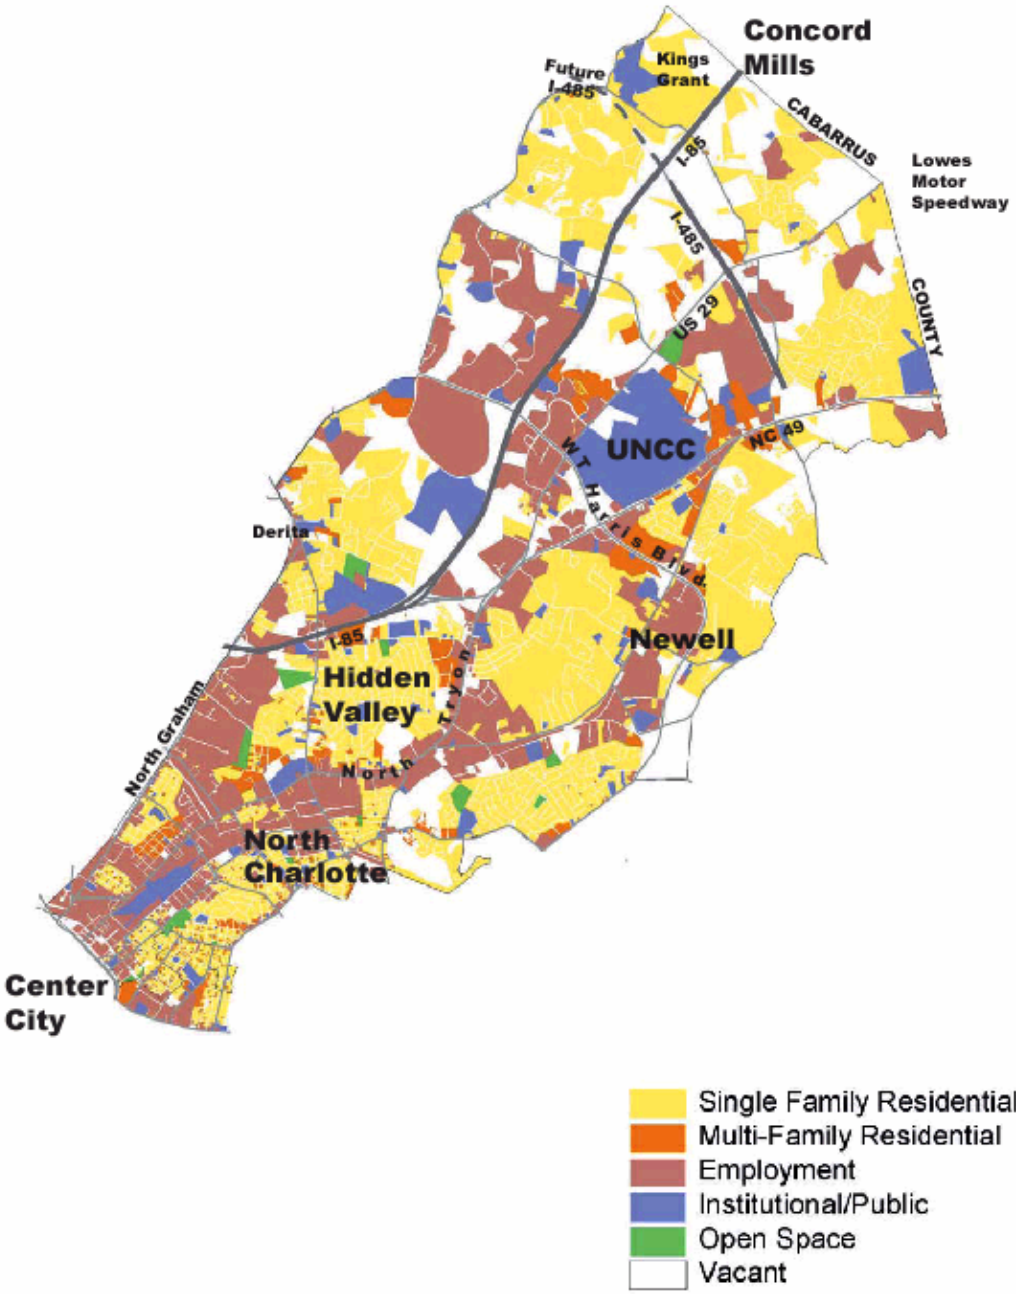 Concord
Mills
Kings
Grant
Future
I-485
CABARRUS
I-85
Lowes
Motor
Speedway
I-485
COUNTY
US 29
UNCC
NC 49
W T Harris Blvd.
Derita
I-85
Newell
Hidden
Valley
North Tryon
North Graham
North
Charlotte
Center
City
Single Family Residential
Multi-Family Residential
Employment
Institutional/Public
Open Space
Vacant